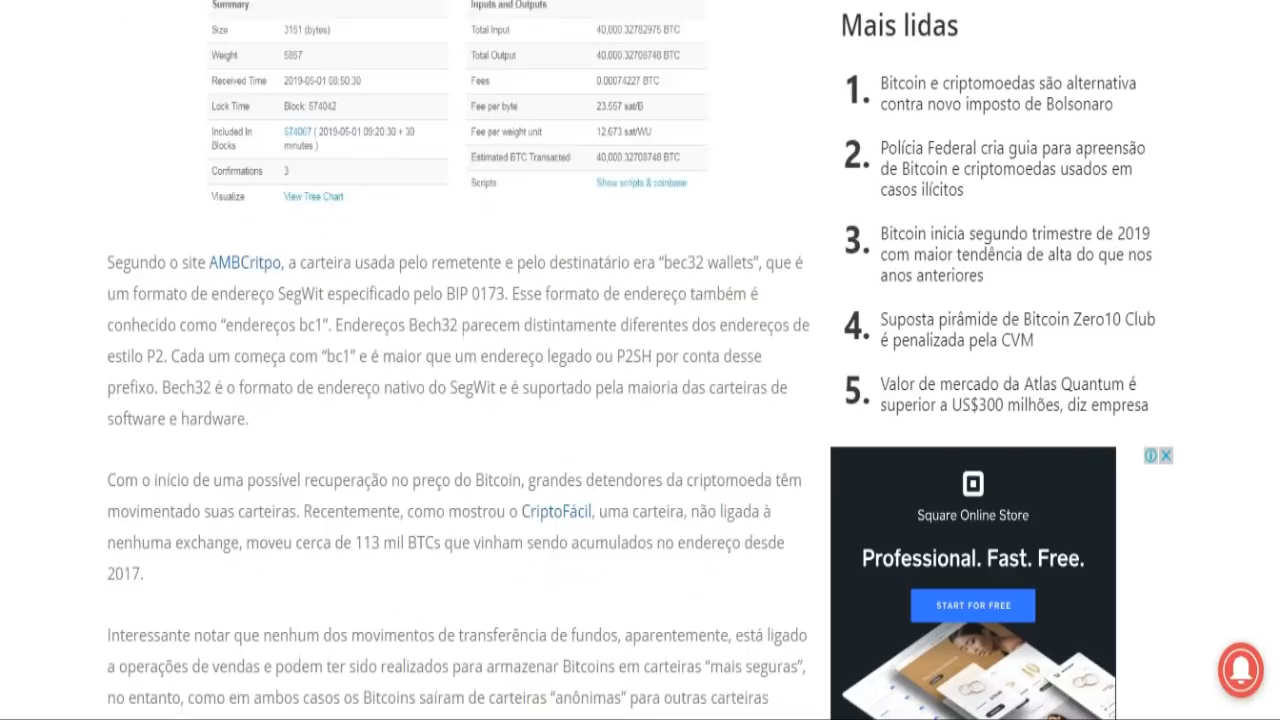 Summary
Size 3161 (bytes)
Weight 5857
Received Time 2019-05-01 08:50:30
Lock Time Block: 574042
Included In 574067 ( 2019-05-01 09:20:30 + 30
Blocks minutes )
Confirmations 3
Visualize View Tree Chart
Inputs and Outputs
Total Input 40,000.32782975 BTC
Total Output 40,000.32708748 BTC
Fees 0.00074227 BTC
Fee per byte 23.557 sat/B
Fee per weight unit 12.673 sat/WU
Estimated BTC Transacted 40,000.32708748 BTC
Scripts Show scripts & coinbase
Segundo o site AMBCritpo, a carteira usada pelo remetente e pelo destinatário era “bec32 wallets”, que é
um formato de endereço SegWit especificado pelo BIP 0173. Esse formato de endereço também é
conhecido como “endereços bc1”. Endereços Bech32 parecem distintamente diferentes dos endereços de
estilo P2. Cada um começa com “bc1” e é maior que um endereço legado ou P2SH por conta desse
prefixo. Bech32 é o formato de endereço nativo do SegWit e é suportado pela maioria das carteiras de
software e hardware.
Com o início de uma possível recuperação no preço do Bitcoin, grandes detendores da criptomoeda têm
movimentado suas carteiras. Recentemente, como mostrou o CriptoFácil, uma carteira, não ligada à
nenhuma exchange, moveu cerca de 113 mil BTCs que vinham sendo acumulados no endereço desde
2017.
Interessante notar que nenhum dos movimentos de transferência de fundos, aparentemente, está ligado
a operações de vendas e podem ter sido realizados para armazenar Bitcoins em carteiras “mais seguras”,
no entanto, como em ambos casos os Bitcoins saíram de carteiras “anônimas” para outras carteiras
Mais lidas
1. Bitcoin e criptomoedas são alternativa
contra novo imposto de Bolsonaro
2. Polícia Federal cria guia para apreensão
de Bitcoin e criptomoedas usados em
casos ilícitos
3. Bitcoin inicia segundo trimestre de 2019
com maior tendência de alta do que nos
anos anteriores
4. Suposta pirâmide de Bitcoin Zero10 Club
é penalizada pela CVM
5. Valor de mercado da Atlas Quantum é
superior a US$300 milhões, diz empresa
Square Online Store
Professional. Fast. Free.
START FOR FREE